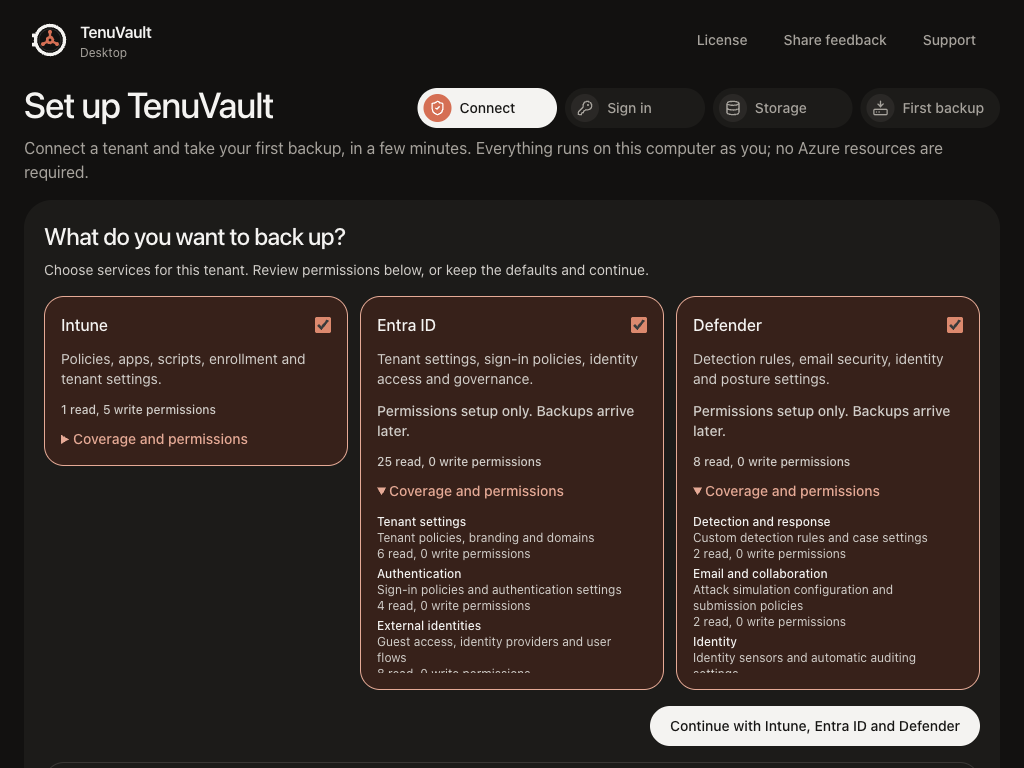 TenuVault
Desktop
License
Share feedback
Support
Set up TenuVault
Connect
Sign in
Storage
First backup
Connect a tenant and take your first backup, in a few minutes. Everything runs on this computer as you; no Azure resources are
required.
What do you want to back up?
Choose services for this tenant. Review permissions below, or keep the defaults and continue.
Intune
Policies, apps, scripts, enrollment and
tenant settings.
1 read, 5 write permissions
Coverage and permissions
Entra ID
Tenant settings, sign-in policies, identity
access and governance.
Permissions setup only. Backups arrive
later.
25 read, 0 write permissions
Coverage and permissions
Tenant settings
Tenant policies, branding and domains
6 read, 0 write permissions
Authentication
Sign-in policies and authentication settings
4 read, 0 write permissions
External identities
Guest access, identity providers and user
flows
8 read, 0 write permissions
Defender
Detection rules, email security, identity
and posture settings.
Permissions setup only. Backups arrive
later.
8 read, 0 write permissions
Coverage and permissions
Detection and response
Custom detection rules and case settings
2 read, 0 write permissions
Email and collaboration
Attack simulation configuration and
submission policies
2 read, 0 write permissions
Identity
Identity sensors and automatic auditing
settings
Continue with Intune, Entra ID and Defender